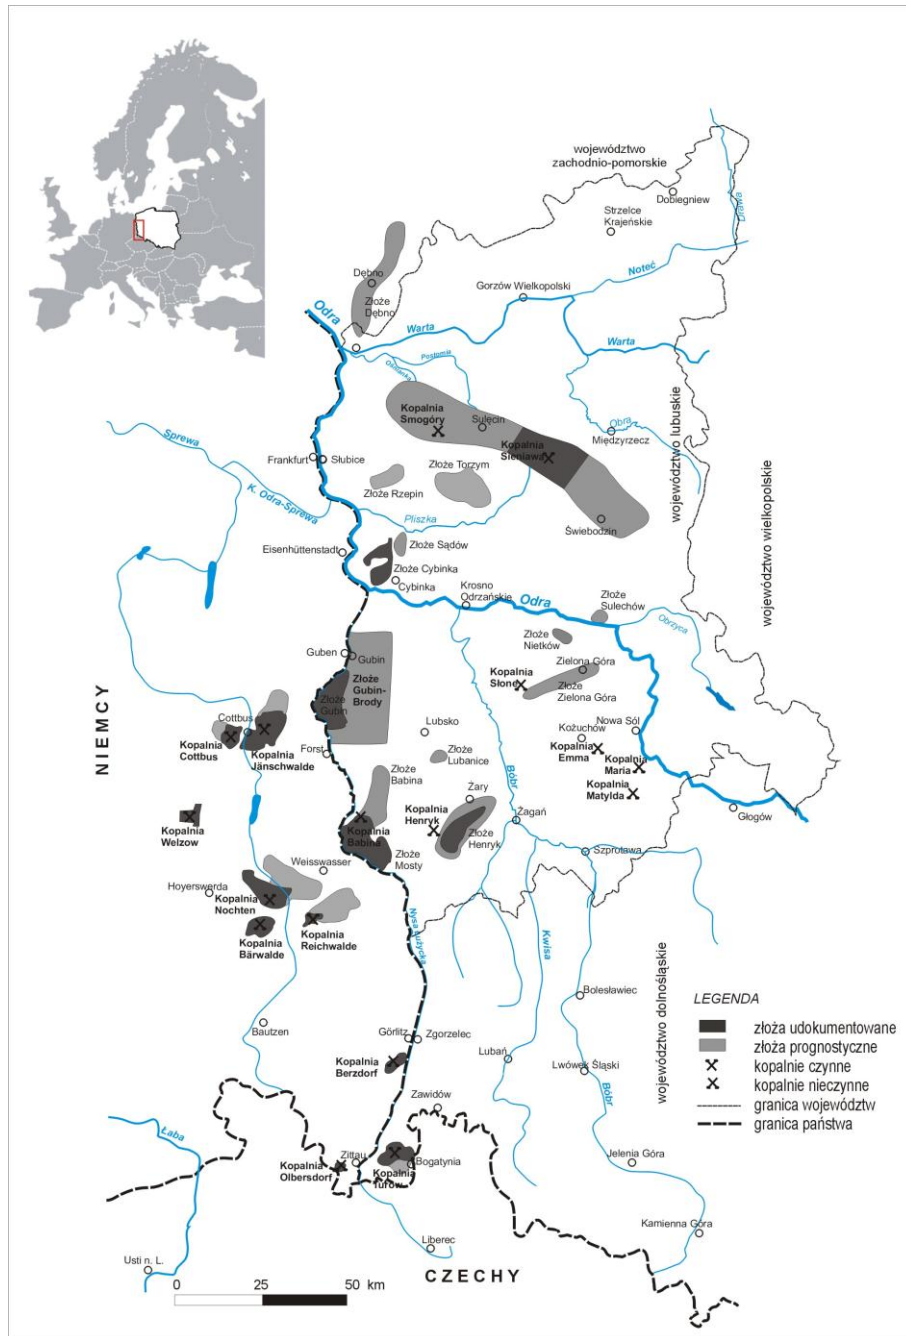 województwo
zachodnio-pomorskie
Dobiegniew
Drawa
Strzelce
Krajeńskie
Noteć
Dębno
Złoże
Dębno
Gorzów Wielkopolski
Odra
Warta
Warta
Postomia
Ośnianka
Kopalnia
Smogóry
Sulęcin
Obra
Międzyrzecz
województwo lubuskie
województwo wielkopolskie
Kopalnia
Sieniawa
Sprewa
Frankfurt
Słubice
Złoże Torzym
Złoże Rzepin
K. Odra-Sprewa
Pliszka
Świebodzin
Eisenhüttenstadt
Złoże Sądów
Złoże Cybinka
Cybinka
Krosno
Odrzańskie
Odra
Złoże
Sulechów
Obrzyca
Złoże
Nietków
Guben
Gubin
Złoże
Gubin-
Brody
Złoże
Gubin
Zielona Góra
Kopalnia
Słone
Złoże
Zielona Góra
NIEMCY
Cottbus
Kopalnia
Cottbus
Kopalnia
Jänschwalde
Forst
Lubsko
Złoże
Lubanice
Kożuchów
Nowa Sól
Kopalnia
Emma
Kopalnia
Maria
Kopalnia
Matylda
Bóbr
Złoże
Babina
Żary
Kopalnia
Henryk
Złoże
Henryk
Żagań
Głogów
Kopalnia
Babina
Złoże
Mosty
Kopalnia
Welzow
Szprotawa
Weisswasser
Hoyerswerda
Kopalnia
Nochten
Kopalnia
Reichwalde
Kopalnia
Bärwalde
Nysa Łużycka
Kwisa
województwo dolnośląskie
Bolesławiec
Bautzen
Görlitz
Zgorzelec
Kopalnia
Berzdorf
Lubań
Lwówek Śląski
Bóbr
Zawidów
Łaba
Zittau
Kopalnia
Olbersdorf
Bogatynia
Kopalnia
Turów
Jelenia Góra
Kamienna Góra
Liberec
Usti n. L.
CZECHY
0 25 50 km
LEGENDA
złoża udokumentowane
złoża prognostyczne
kopalnie czynne
kopalnie nieczynne
granica województw
granica państwa